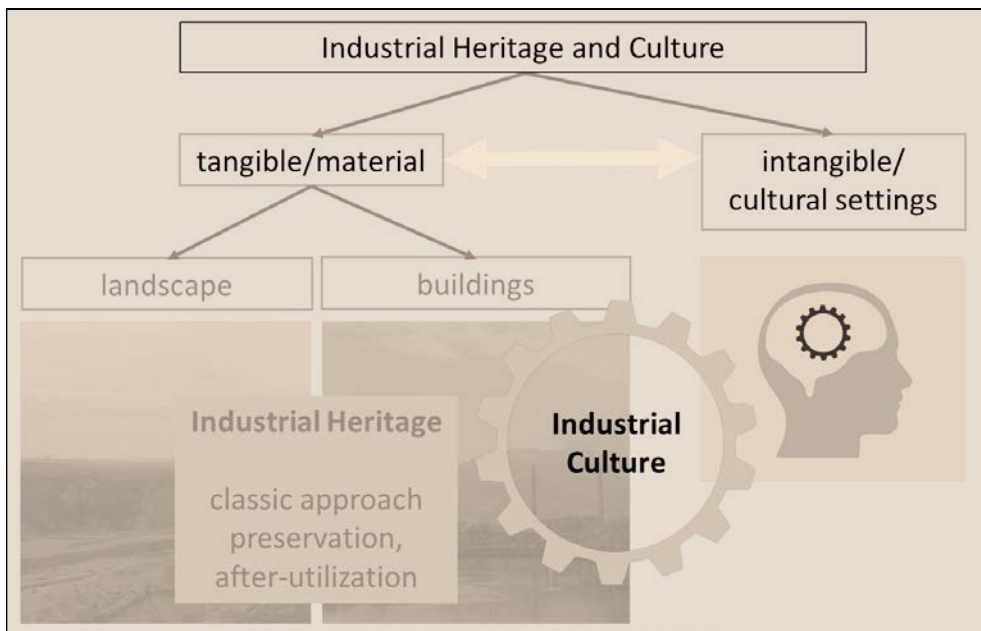 Industrial Heritage and Culture
tangible/material
intangible/
cultural settings
landscape
buildings
Industrial Heritage
classic approach
preservation,
after-utilization
Industrial
Culture